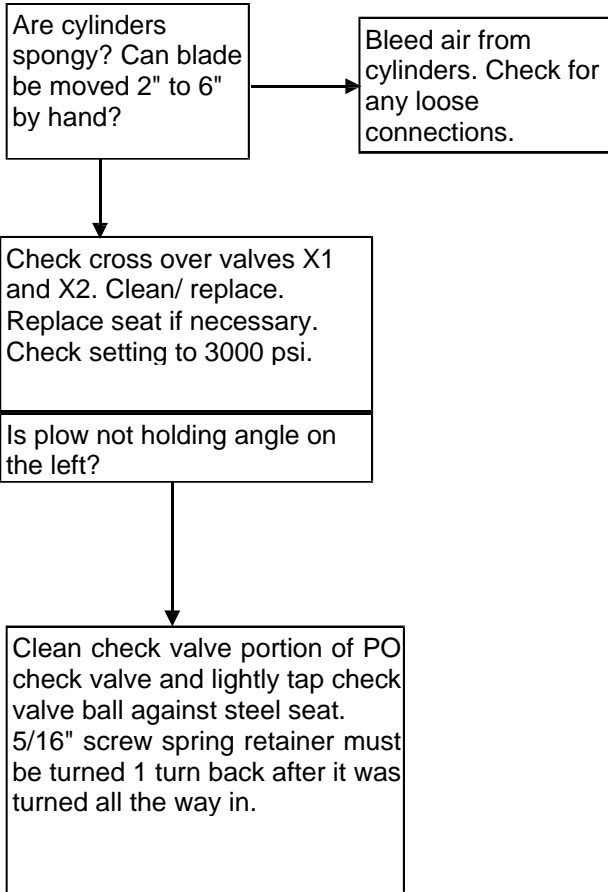 Are cylinders
spongy? Can blade
be moved 2" to 6"
by hand?
Bleed air from
cylinders. Check for
any loose
connections.
Check cross over valves X1
and X2. Clean/ replace.
Replace seat if necessary.
Check setting to 3000 psi.
Is plow not holding angle on
the left?
Clean check valve portion of PO
check valve and lightly tap check
valve ball against steel seat.
5/16" screw spring retainer must
be turned 1 turn back after it was
turned all the way in.